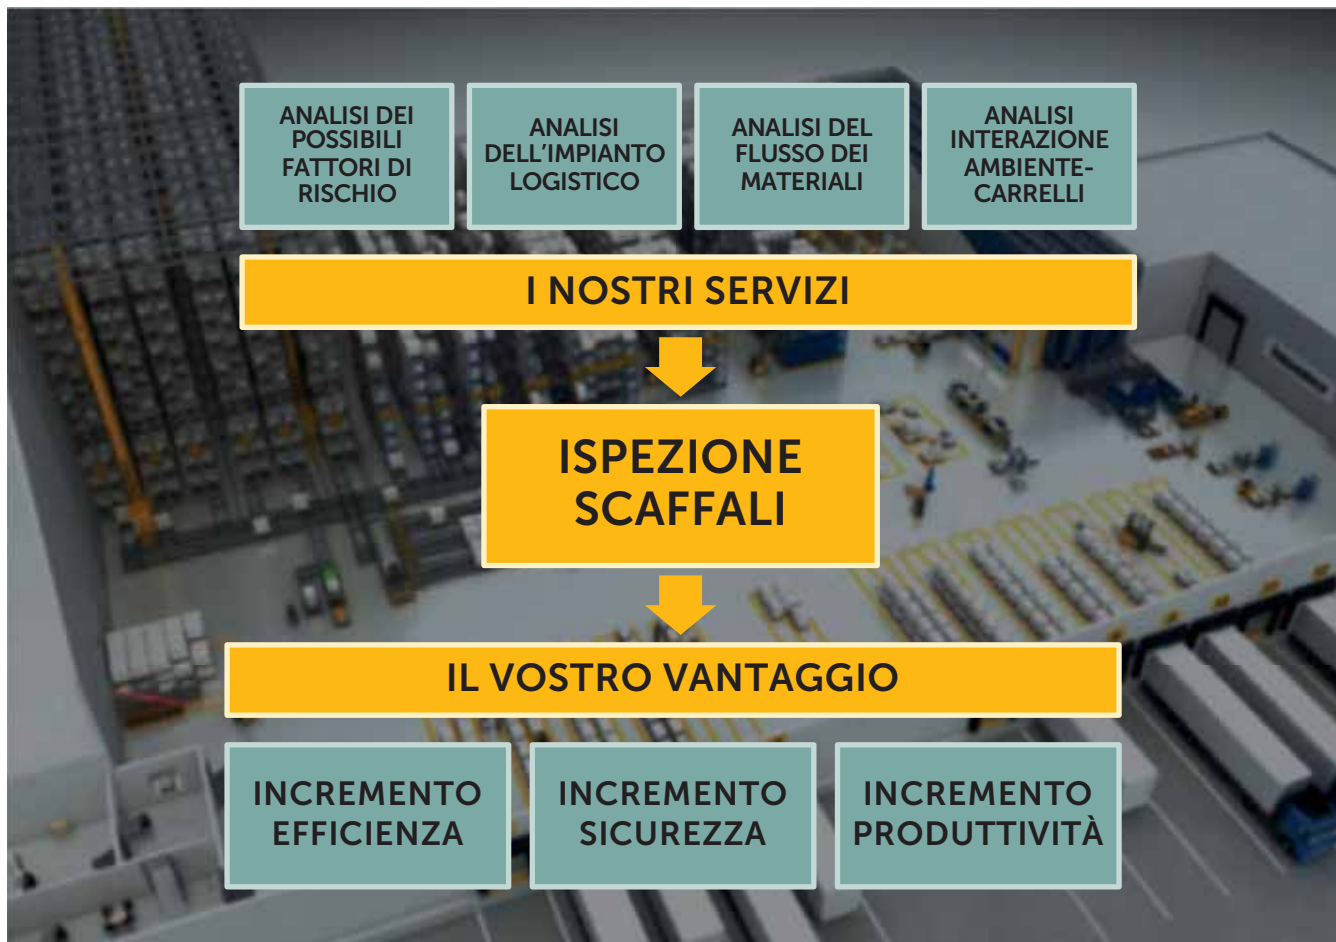 ANALISI DEI
POSSIBILI
FATTORI DI
RISCHIO
ANALISI
DELL'IMPIANTO
LOGISTICO
ANALISI DEL
FLUSSO DEI
MATERIALI
ANALISI
INTERAZIONE
AMBIENTE-
CARRELLI
I NOSTRI SERVIZI
ISPEZIONE
SCAFFALI
IL VOSTRO VANTAGGIO
INCREMENTO
EFFICIENZA
INCREMENTO
SICUREZZA
INCREMENTO
PRODUTTIVITÀ